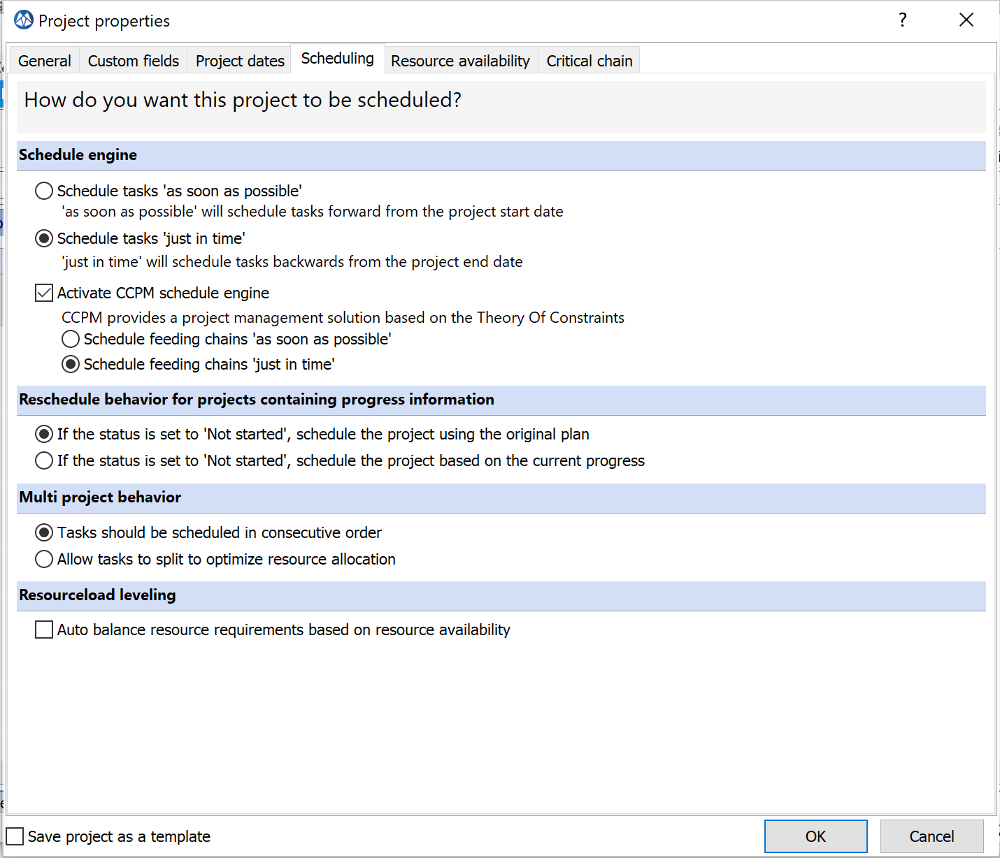 Project properties
?
General Custom fields Project dates Scheduling Resource availability Critical chain
How do you want this project to be scheduled?
Schedule engine
Schedule tasks 'as soon as possible'
'as soon as possible' will schedule tasks forward from the project start date
Schedule tasks 'just in time'
'just in time' will schedule tasks backwards from the project end date
Activate CCPM schedule engine
CCPM provides a project management solution based on the Theory Of Constraints
Schedule feeding chains 'as soon as possible'
Schedule feeding chains 'just in time'
Reschedule behavior for projects containing progress information
If the status is set to 'Not started', schedule the project using the original plan
If the status is set to 'Not started', schedule the project based on the current progress
Multi project behavior
Tasks should be scheduled in consecutive order
Allow tasks to split to optimize resource allocation
Resourceload leveling
Auto balance resource requirements based on resource availability
Save project as a template
OK Cancel